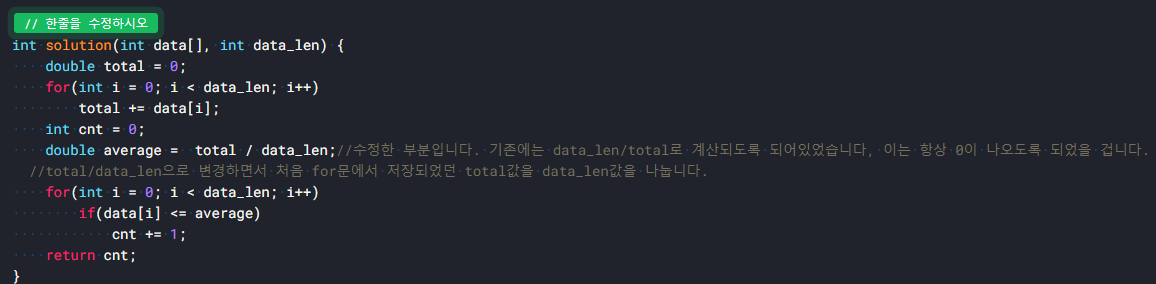 // 한줄을 수정하시오
int solution(int data[], int data_len) {
    double total = 0;
    for(int i = 0; i < data_len; i++)
        total += data[i];
    int cnt = 0;
    double average =  total / data_len;//수정한 부분입니다. 기존에는 data_len/total로 계산되도록 되어있었습니다, 이는 항상 0이 나오도록 되었을 겁니다.
  //total/data_len으로 변경하면서 처음 for문에서 저장되었던 total값을 data_len값을 나눕니다.
    for(int i = 0; i < data_len; i++)
        if(data[i] <= average)
            cnt += 1;
    return cnt;
}